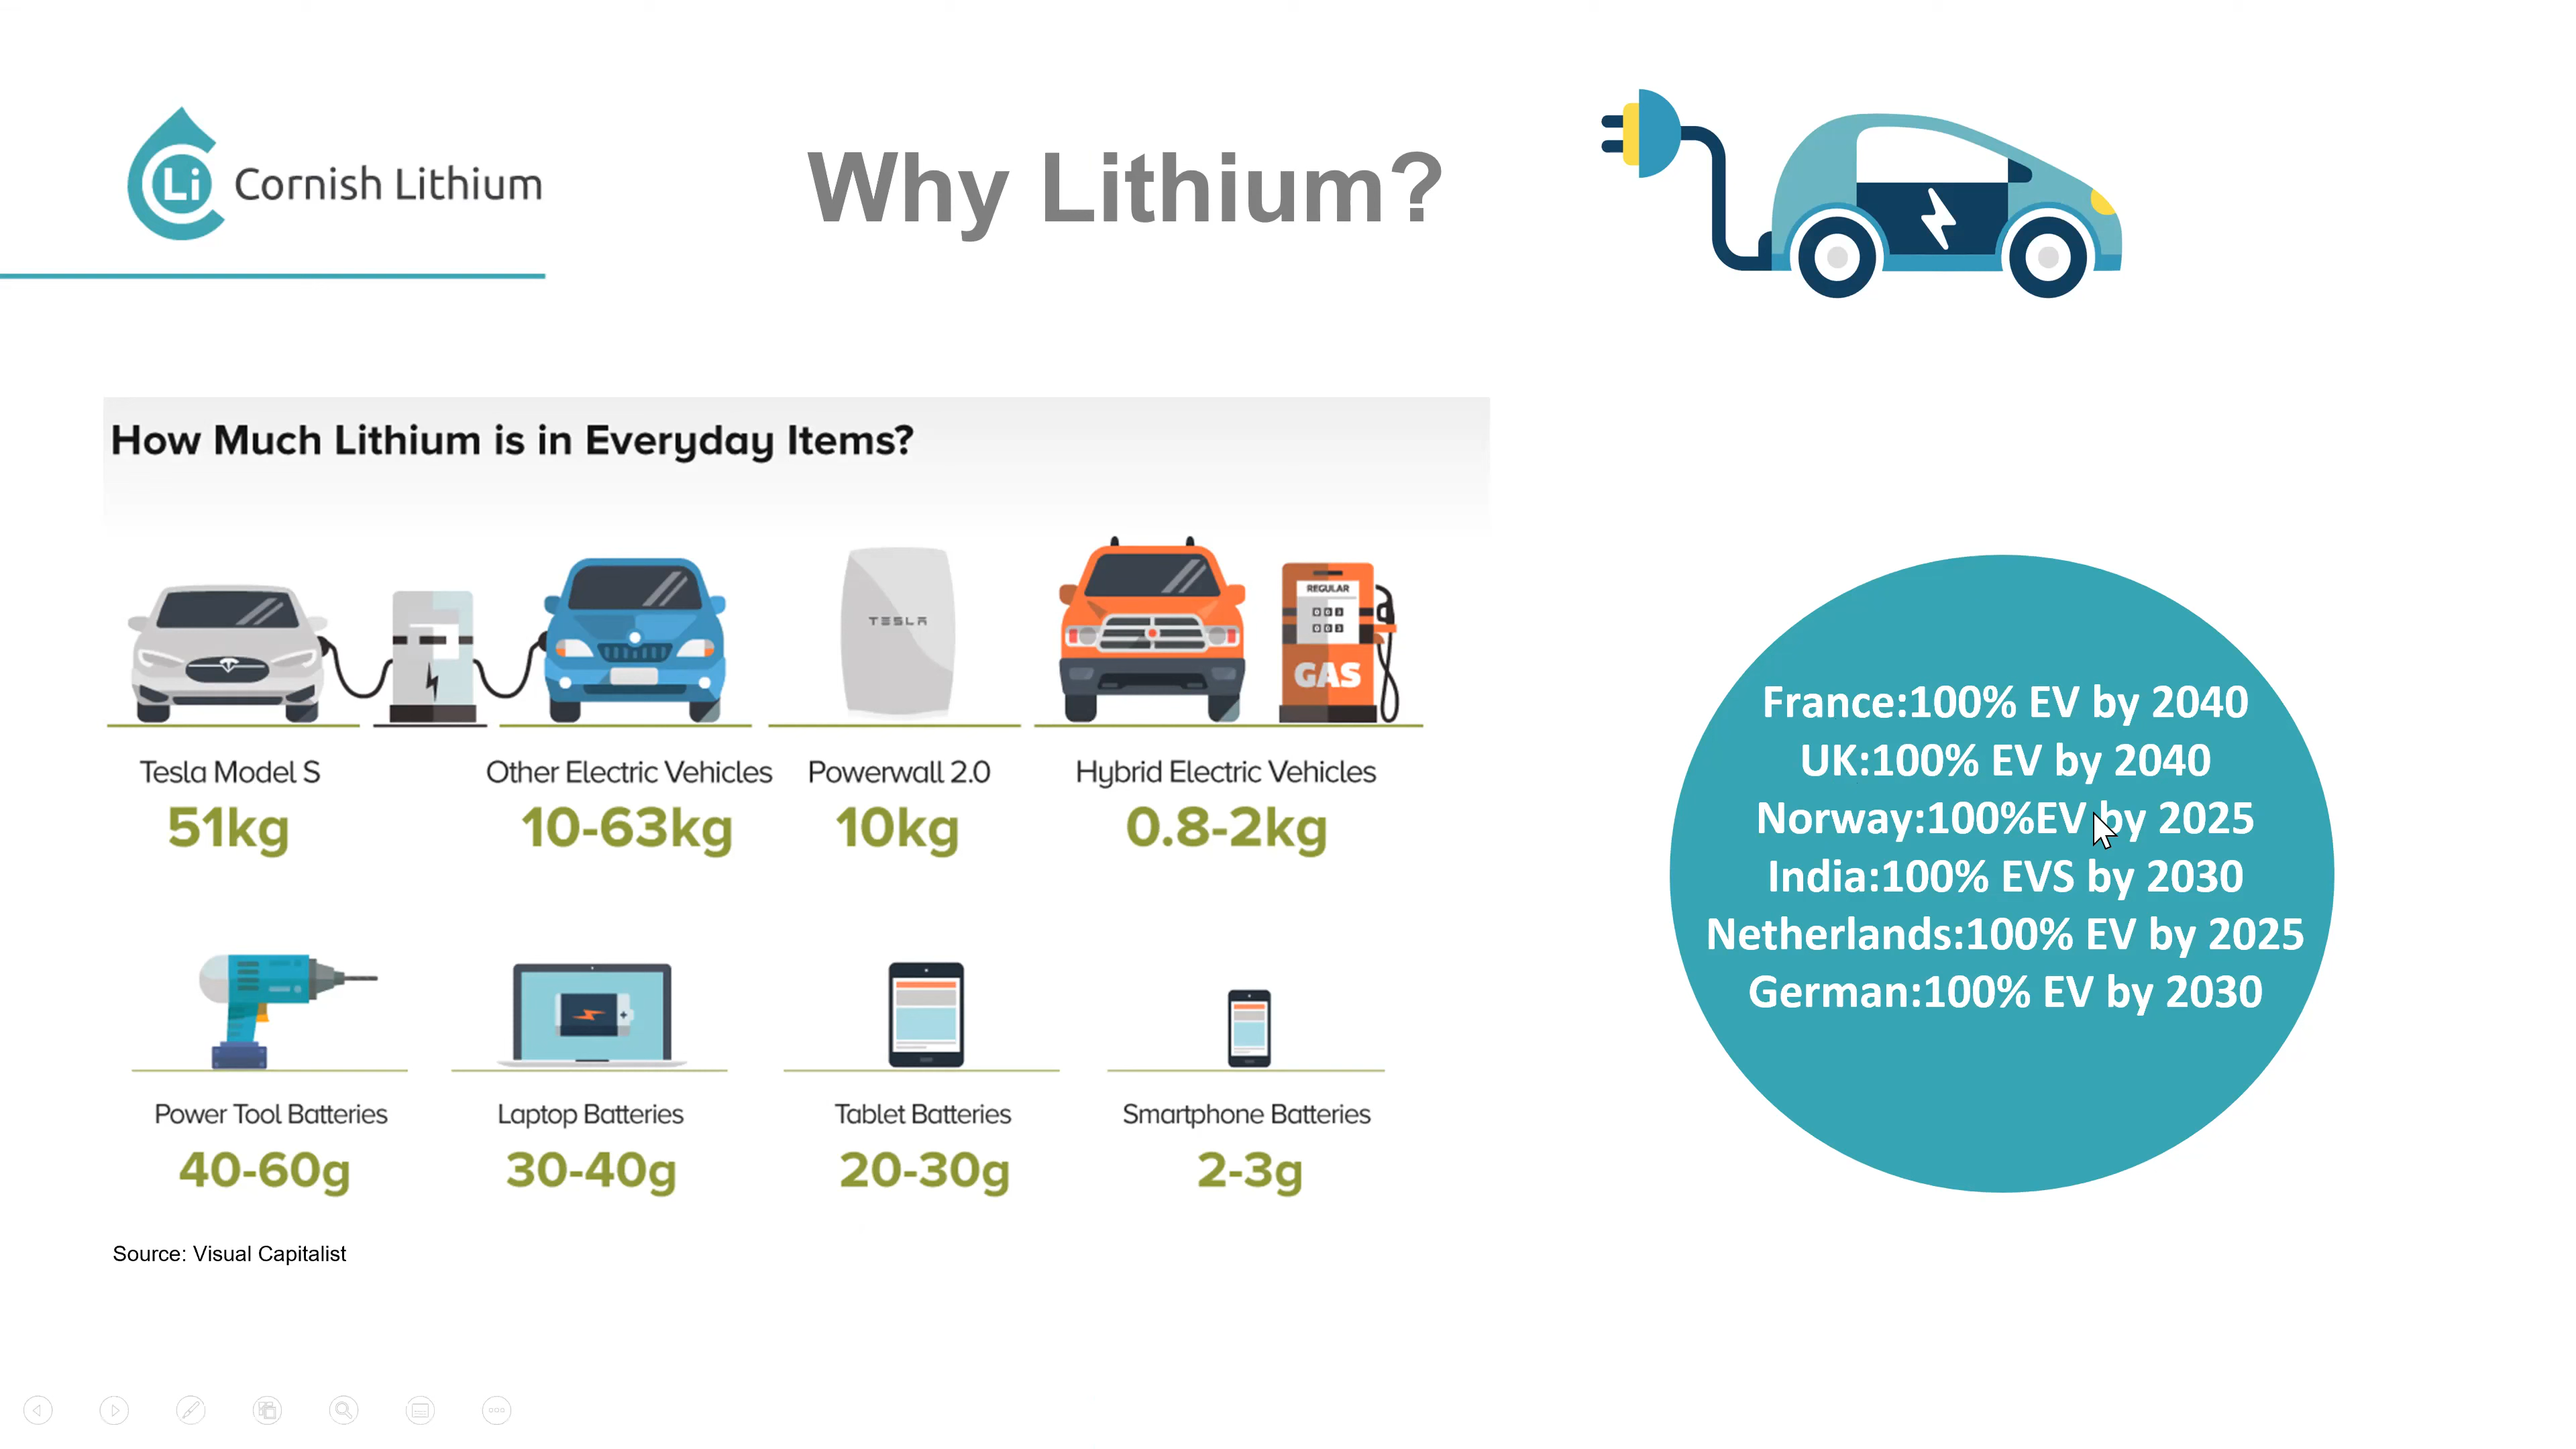 Li Cornish Lithium
Why Lithium?
How Much Lithium is in Everyday Items?
TESLA
REGULAR
003
003
GAS
Tesla Model S
51kg
Other Electric Vehicles
10-63kg
Powerwall 2.0
10kg
Hybrid Electric Vehicles
0.8-2kg
Power Tool Batteries
40-60g
Laptop Batteries
30-40g
Tablet Batteries
20-30g
Smartphone Batteries
2-3g
Source: Visual Capitalist
France:100% EV by 2040
UK:100% EV by 2040
Norway:100%EV by 2025
India:100% EVS by 2030
Netherlands:100% EV by 2025
German:100% EV by 2030